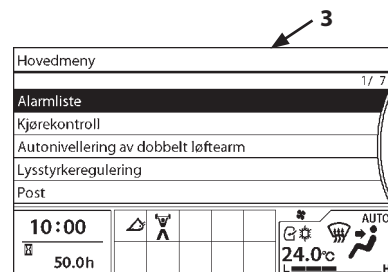 3
Hovedmeny
1/ 7
Alarmliste
Kjørekontroll
Autonivellering av dobbelt løftearm
Lysstyrkeregulering
Post
10:00
50.0h
AUTO
24.0℃
L H